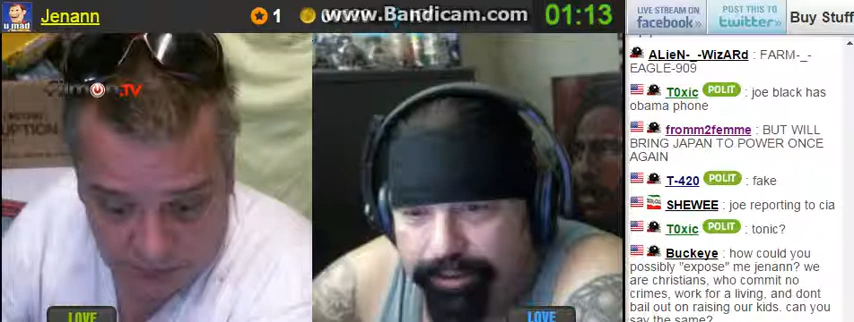 u mad
Jenann
1
www.Bandicam.com
01:13
LIVE STREAM ON
facebook»
POST THIS TO
twitter»
Buy Stuff
FilmOn.TV
ALieN-_-WizARd : FARM-_-
EAGLE-909
T0xic POLIT : joe black has
obama phone
fromm2femme : BUT WILL
BRING JAPAN TO POWER ONCE
AGAIN
T-420 POLIT : fake
SHEWEE : joe reporting to cia
T0xic POLIT : tonic?
Buckeye : how could you
possibly "expose" me jenann? we
are christians, who commit no
crimes, work for a living, and dont
bail out on raising our kids. can you
say the same?
LOVE
LOVE